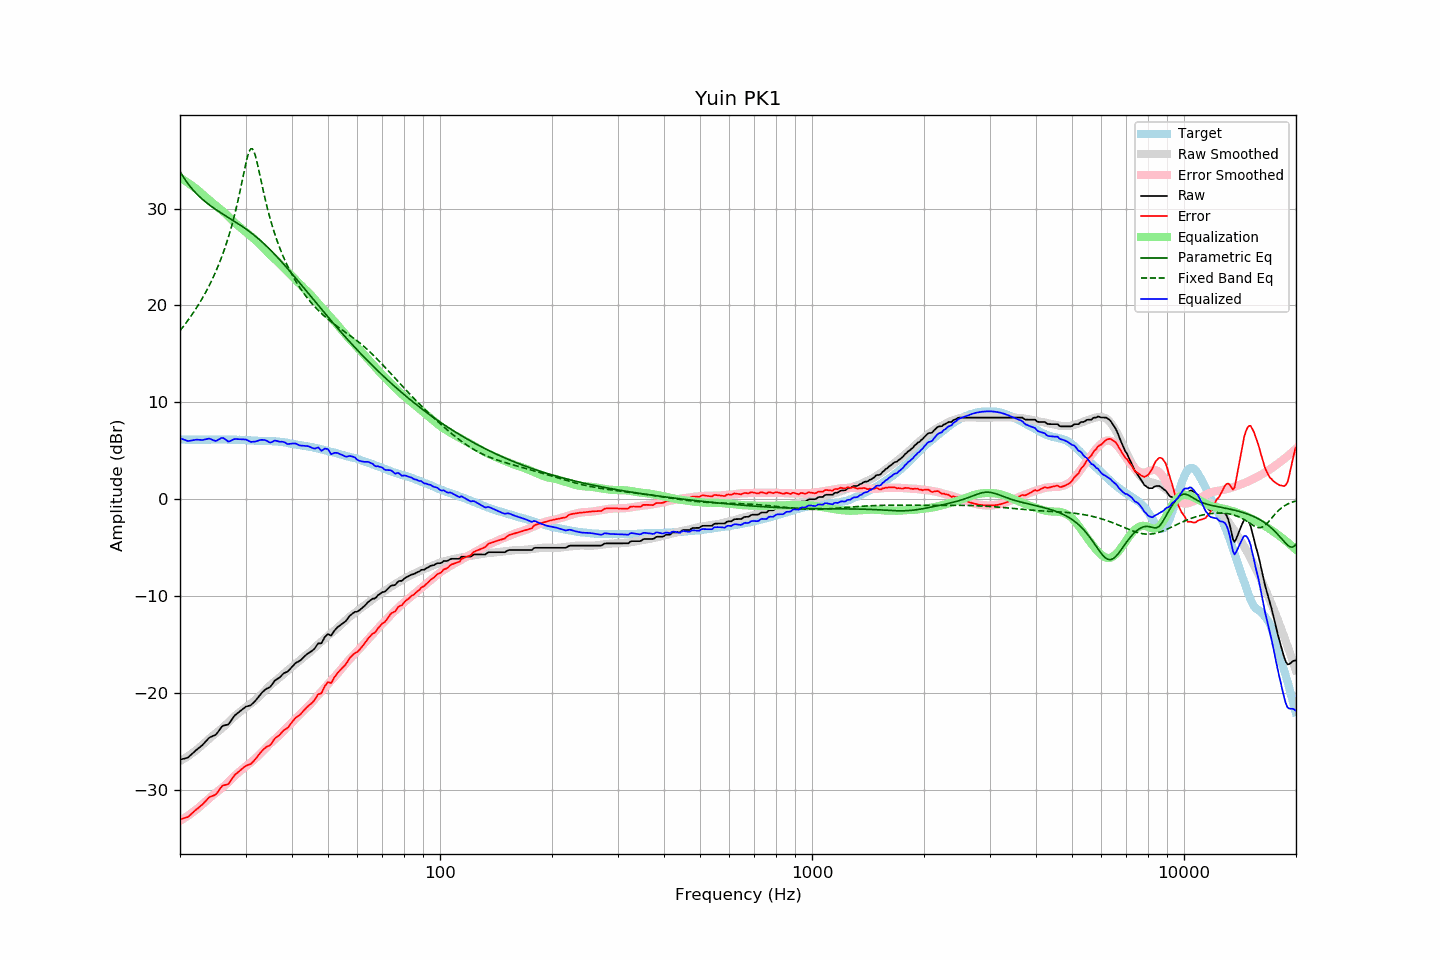 Yuin PK1
Amplitude (dBr)
30
20
10
0
−10
−20
−30
100
1000
10000
Frequency (Hz)
Target
Raw Smoothed
Error Smoothed
Raw
Error
Equalization
Parametric Eq
Fixed Band Eq
Equalized